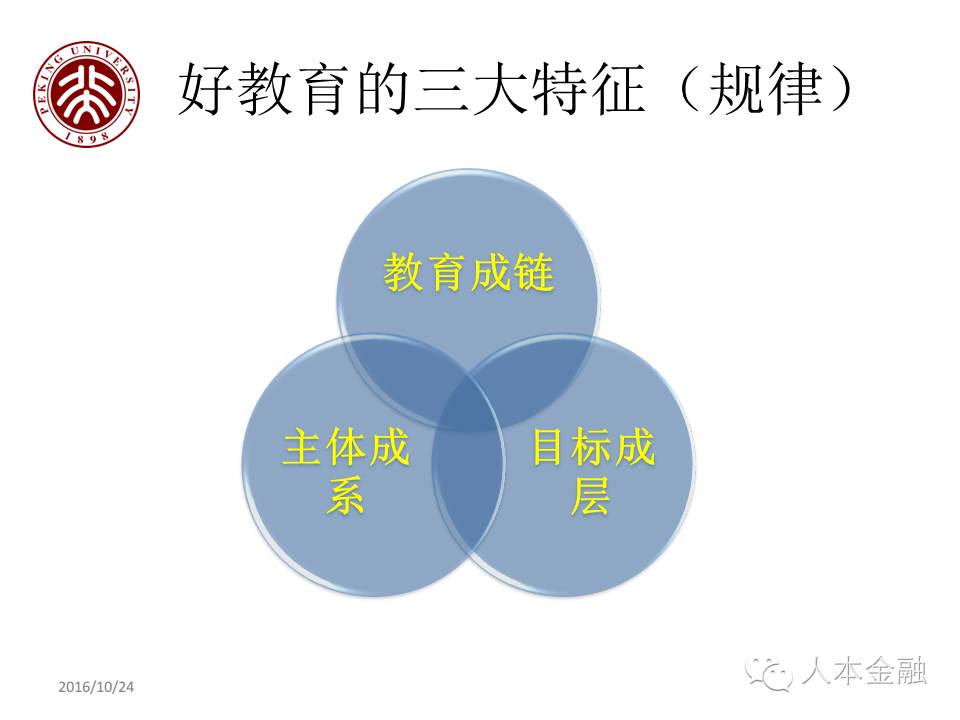 PEKING UNIVERSITY
1898
好教育的三大特征（规律）
教育成链
主体成
系
目标成
层
2016/10/24
人本金融